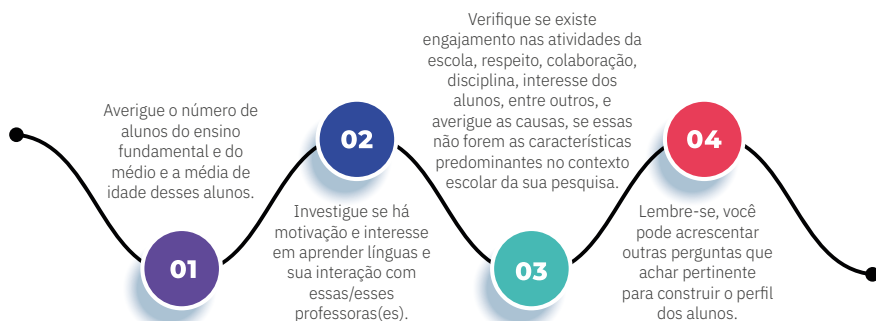 Averigue o número de
alunos do ensino
fundamental e do
médio e a média de
idade desses alunos.
01
02
Investigue se há
motivação e interesse
em aprender línguas e
sua interação com
essas/esses
professoras(es).
Verifique se existe
engajamento nas atividades da
escola, respeito, colaboração,
disciplina, interesse dos
alunos, entre outros, e
averigue as causas, se essas
não forem as características
predominantes no contexto
escolar da sua pesquisa.
03
04
Lembre-se, você
pode acrescentar
outras perguntas que
achar pertinente
para construir o perfil
dos alunos.